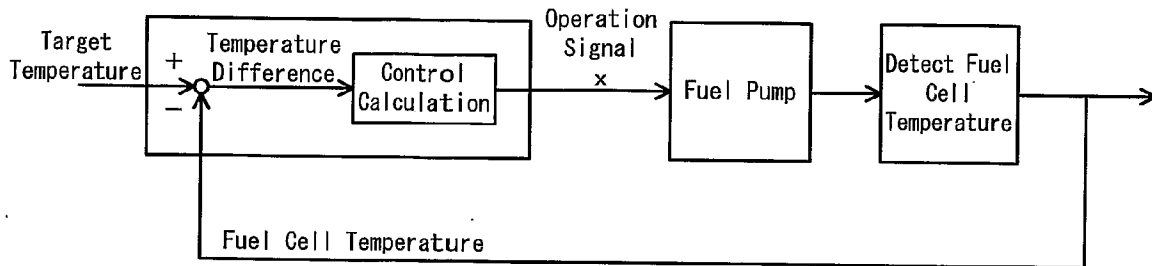 Target
Temperature
+
−
Temperature
Difference
Control
Calculation
Operation
Signal
x
Fuel Pump
Detect Fuel
Cell
Temperature
Fuel Cell Temperature